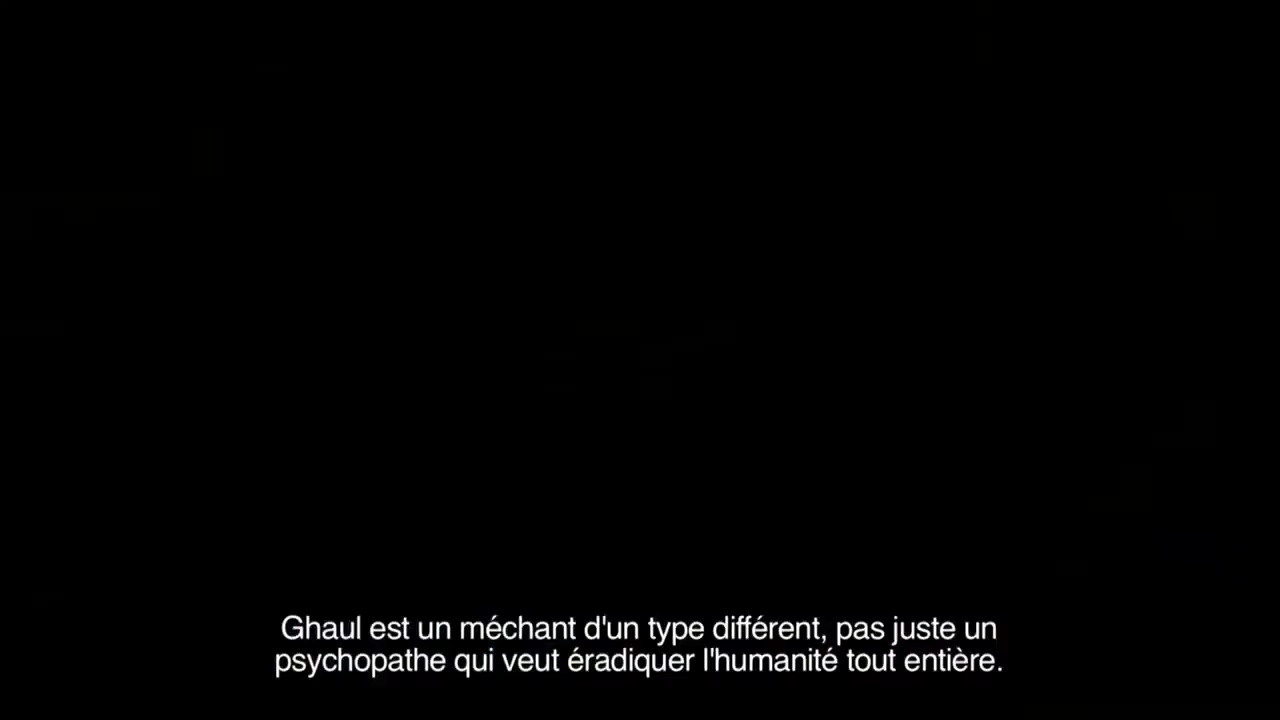 Ghaul est un méchant d'un type différent, pas juste un
psychopathe qui veut éradiquer l'humanité tout entière.